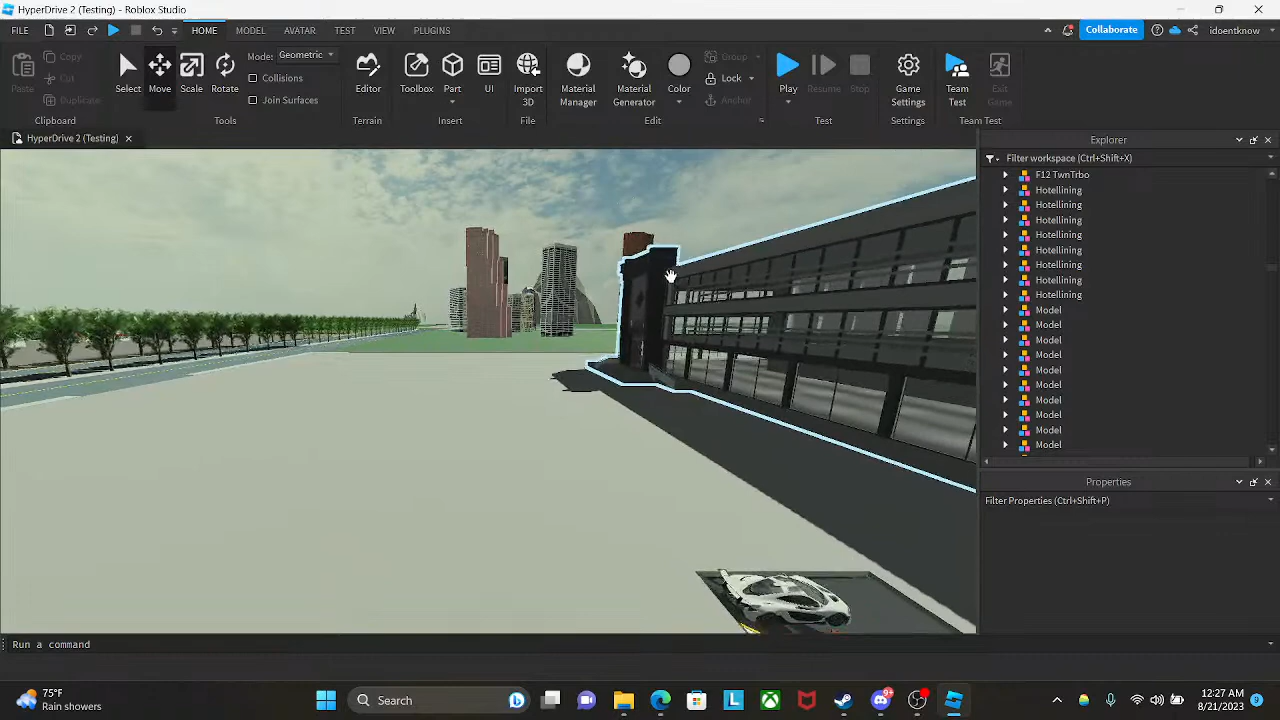 HyperDrive 2 (Testing) - Roblox Studio
FILE HOME MODEL AVATAR TEST VIEW PLUGINS Collaborate idoentknow
Paste Copy Cut Duplicate Select Move Scale Rotate Mode: Geometric Collisions Join Surfaces Editor Toolbox Part UI Import 3D Material Manager Material Generator Color Group Lock Anchor Play Resume Stop Game Settings Team Test Exit Game
Clipboard Tools Terrain Insert File Edit Test Settings Team Test
HyperDrive 2 (Testing)
Explorer
Filter workspace (Ctrl+Shift+X)
F12 TwnTrbo
Hotellining
Hotellining
Hotellining
Hotellining
Hotellining
Hotellining
Hotellining
Hotellining
Model
Model
Model
Model
Model
Model
Model
Model
Model
Model
Properties
Filter Properties (Ctrl+Shift+P)
Run a command
75°F
Rain showers
Search
L
9+
12:27 AM
8/21/2023
9